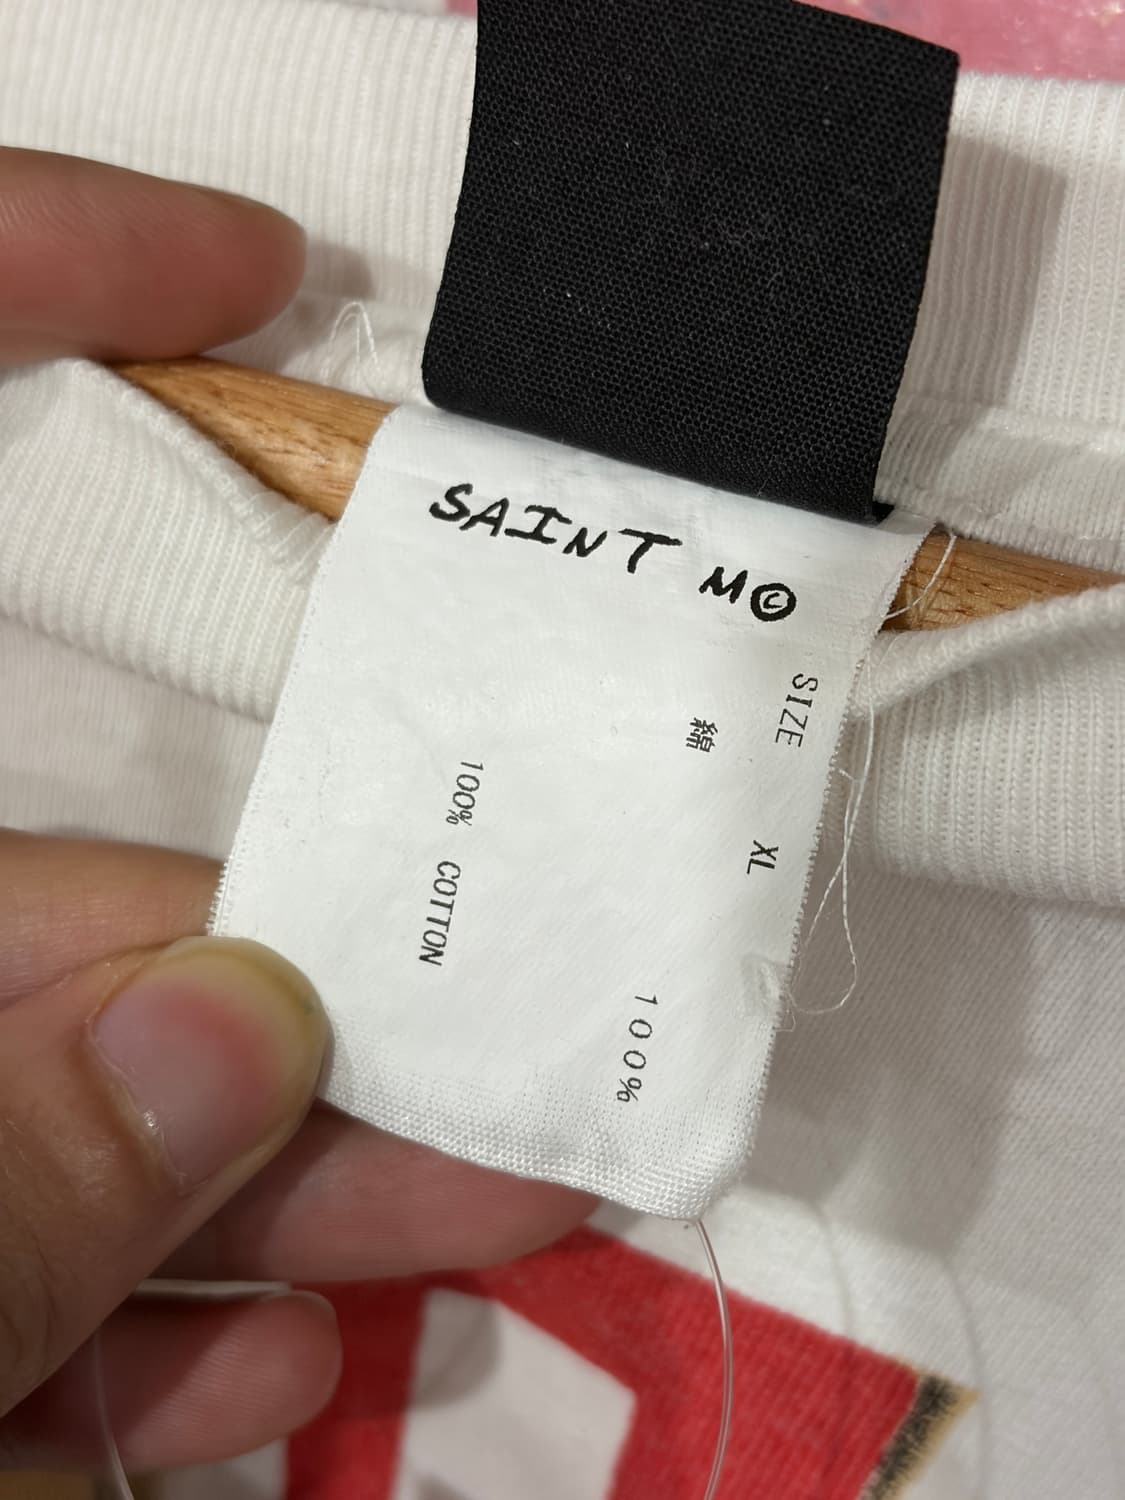 SAINT M©
SIZE XL
綿 100%
100% COTTON